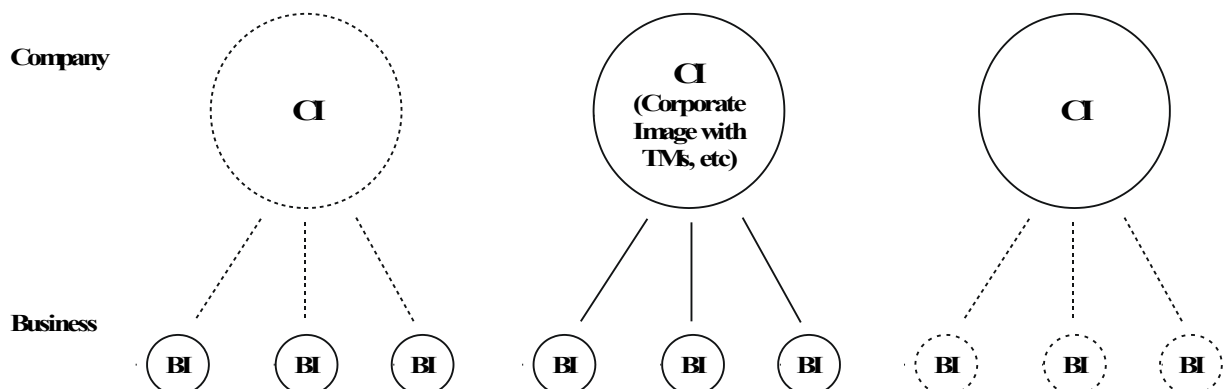 Company
CI
CI
(Corporate
Image with
TMs, etc)
CI
Business
BI
BI
BI
BI
BI
BI
BI
BI
BI